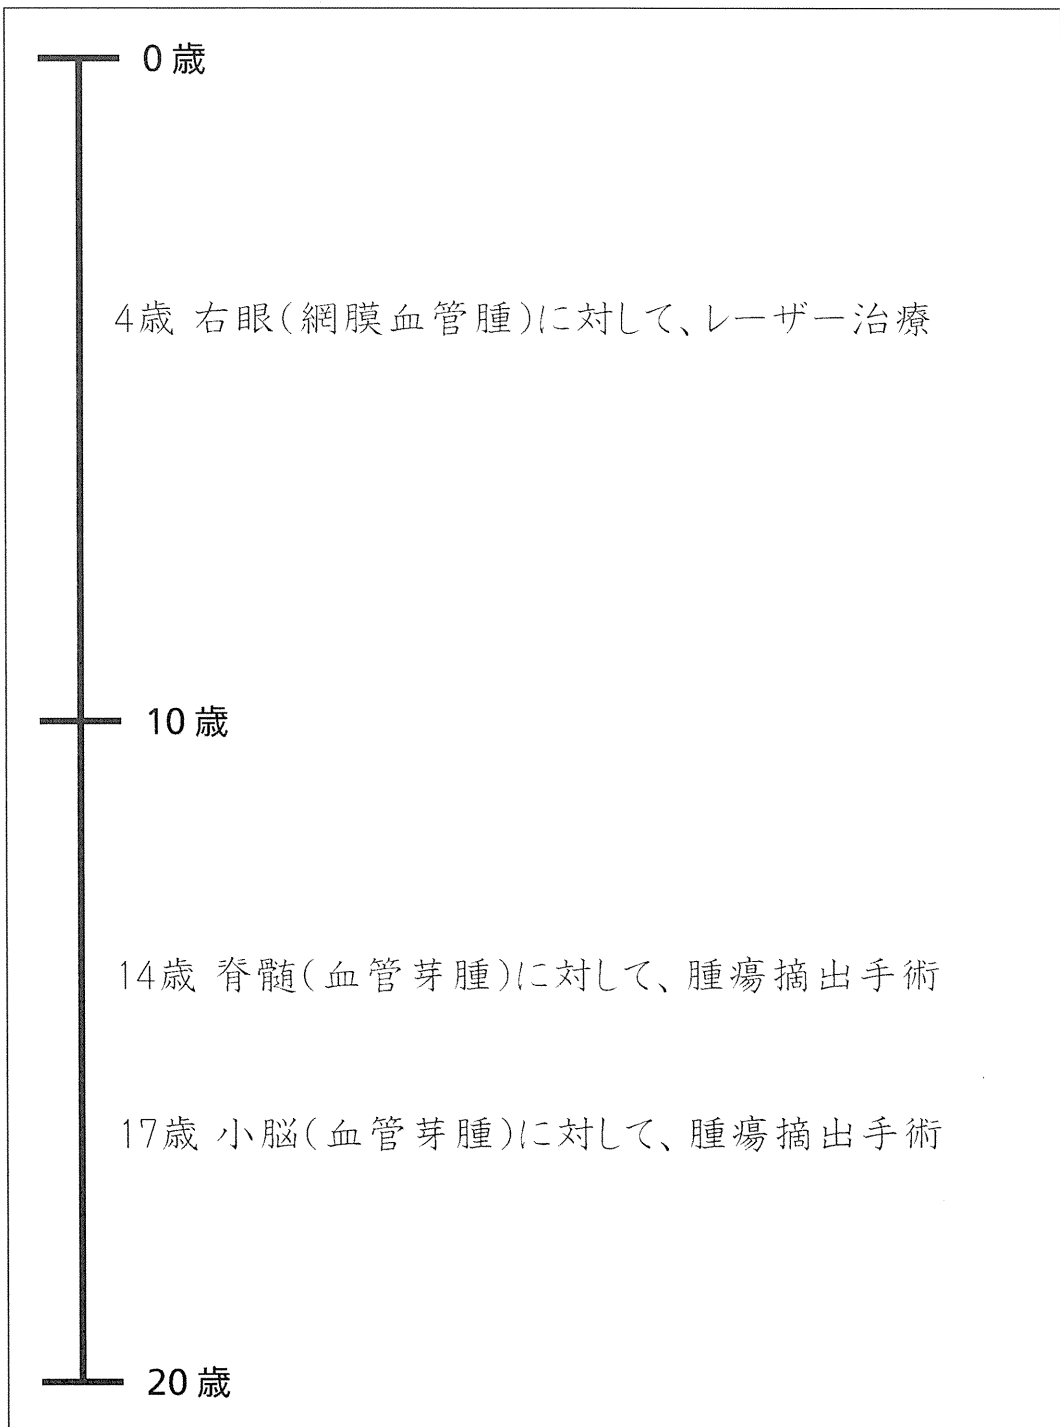 0歳
4歳 右眼(網膜血管腫)に対して、レーザー治療
10歳
14歳 脊髄(血管芽腫)に対して、腫瘍摘出手術
17歳 小脳(血管芽腫)に対して、腫瘍摘出手術
20歳